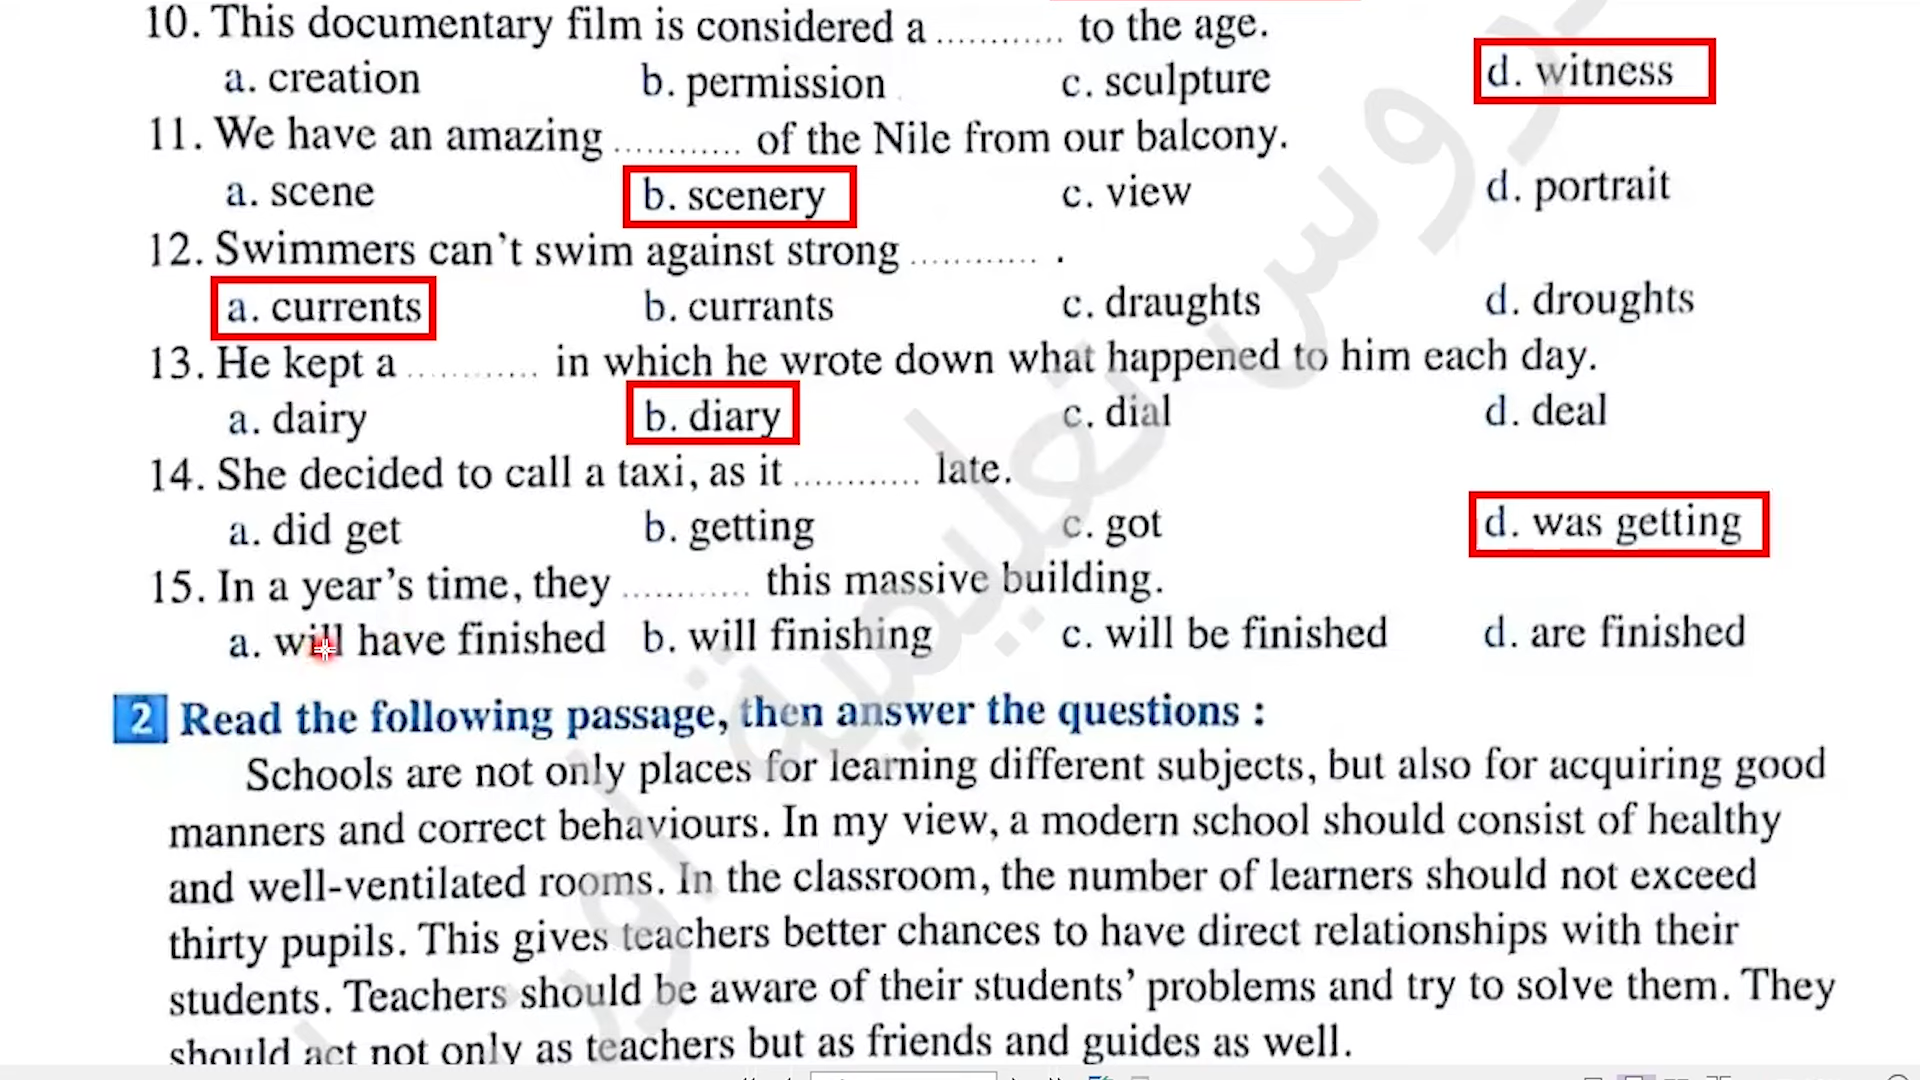 10. This documentary film is considered a ............ to the age.
a. creation b. permission c. sculpture d. witness
11. We have an amazing ............ of the Nile from our balcony.
a. scene b. scenery c. view d. portrait
12. Swimmers can't swim against strong ............ .
a. currents b. currants c. draughts d. droughts
13. He kept a ............ in which he wrote down what happened to him each day.
a. dairy b. diary c. dial d. deal
14. She decided to call a taxi, as it ............ late.
a. did get b. getting c. got d. was getting
15. In a year's time, they ............ this massive building.
a. will have finished b. will finishing c. will be finished d. are finished
2 Read the following passage, then answer the questions :
Schools are not only places for learning different subjects, but also for acquiring good
manners and correct behaviours. In my view, a modern school should consist of healthy
and well-ventilated rooms. In the classroom, the number of learners should not exceed
thirty pupils. This gives teachers better chances to have direct relationships with their
students. Teachers should be aware of their students' problems and try to solve them. They
should act not only as teachers but as friends and guides as well.